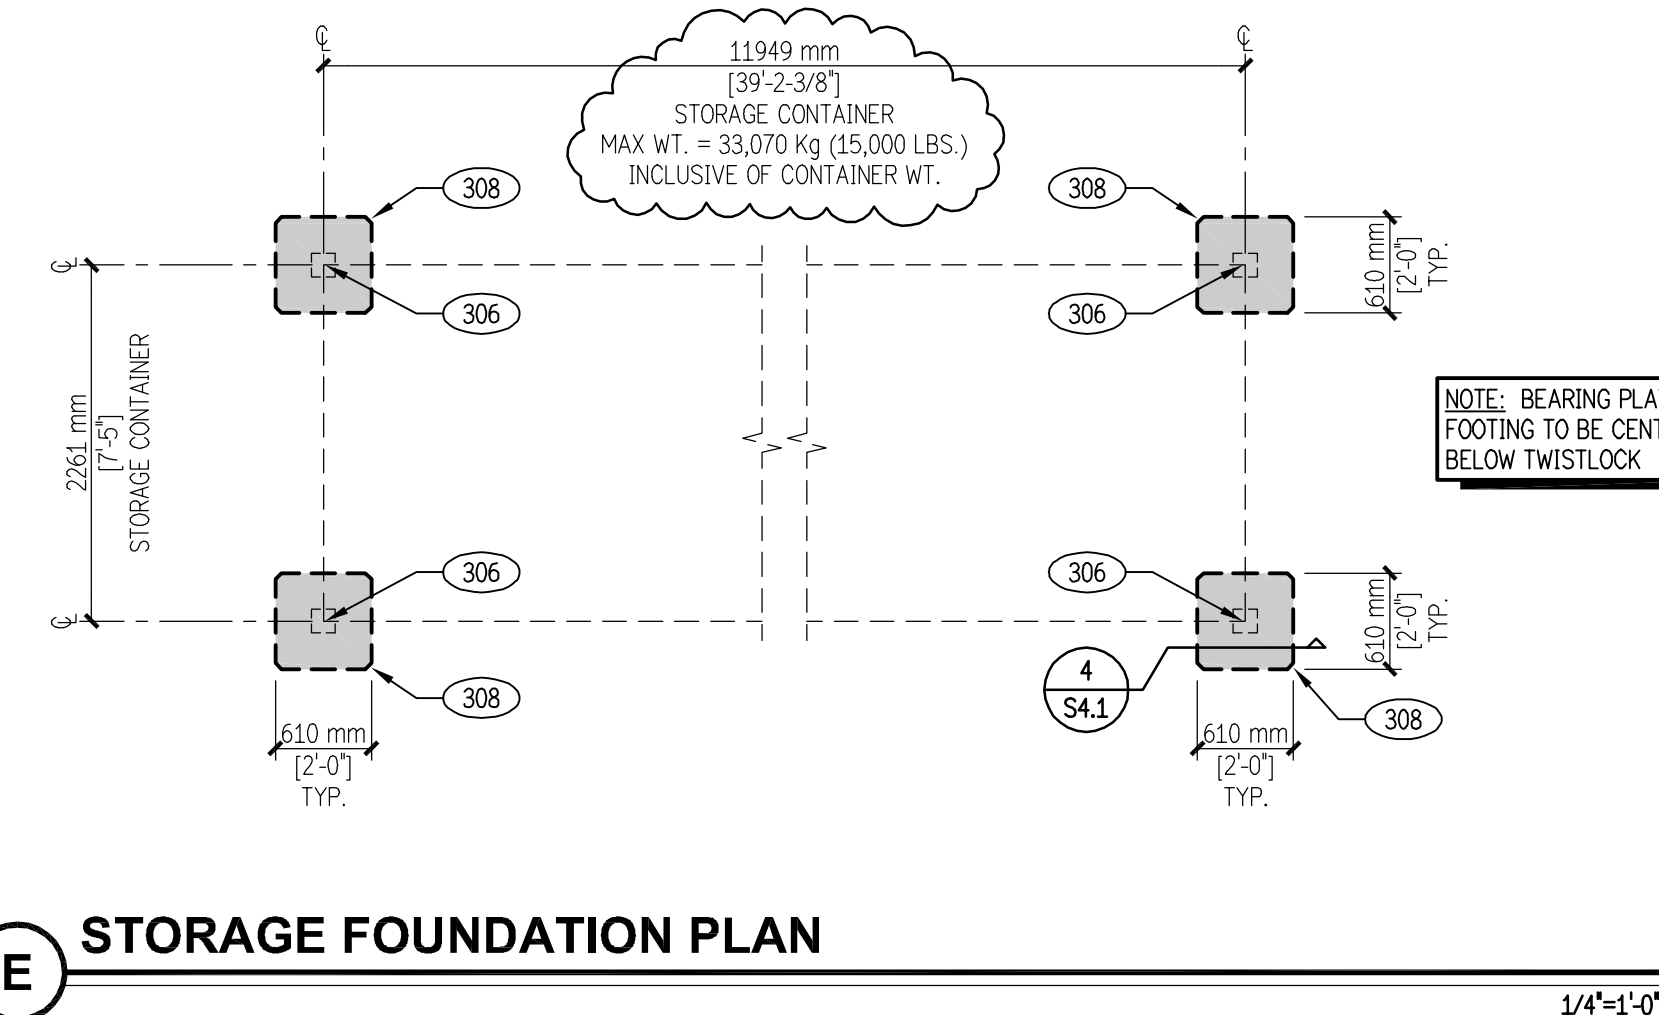 ℄
℄
11949 mm
[39'-2-3/8"]
STORAGE CONTAINER
MAX WT. = 33,070 Kg (15,000 LBS.)
INCLUSIVE OF CONTAINER WT.
308
308
306
306
610 mm
[2'-0"]
TYP.
℄
2261 mm
[7'-5"]
STORAGE CONTAINER
℄
NOTE: BEARING
FOOTING TO BE
BELOW TWISTLOCK
306
306
308
4
S4.1
308
610 mm
[2'-0"]
TYP.
610 mm
[2'-0"]
TYP.
610 mm
[2'-0"]
TYP.
E
STORAGE FOUNDATION PLAN
1/4"=1'-0"